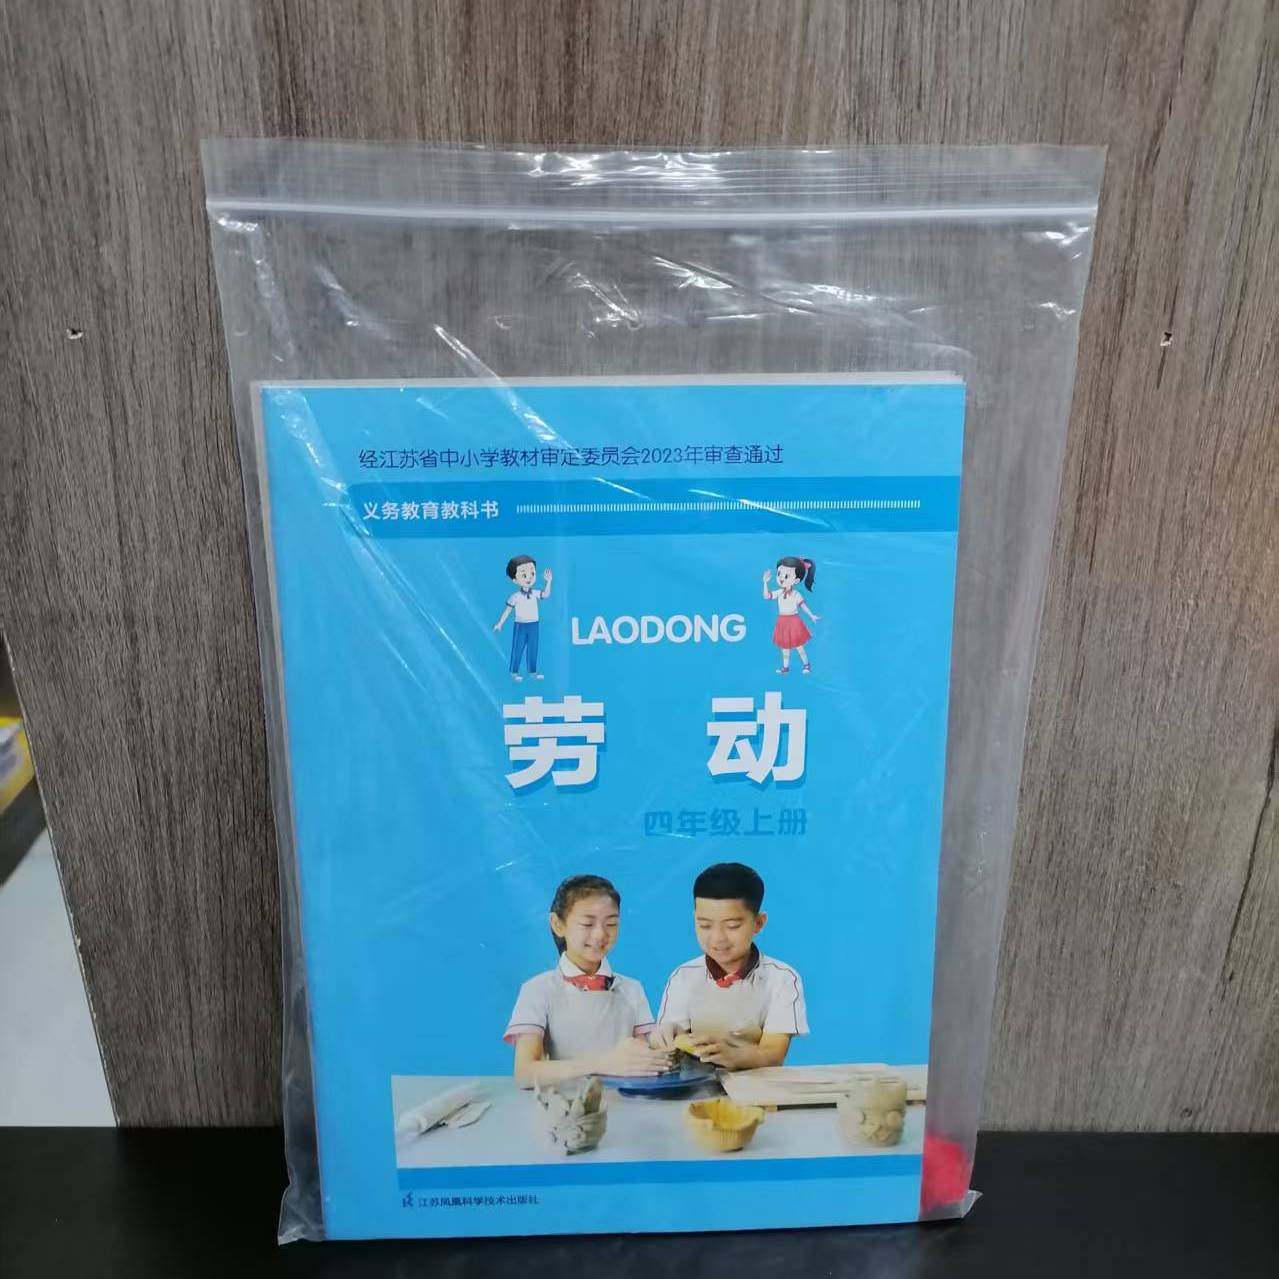 经江苏省中小学教材审定委员会2023年审查通过
义务教育教科书
LAODONG
劳 动
四年级上册
江苏凤凰科学技术出版社